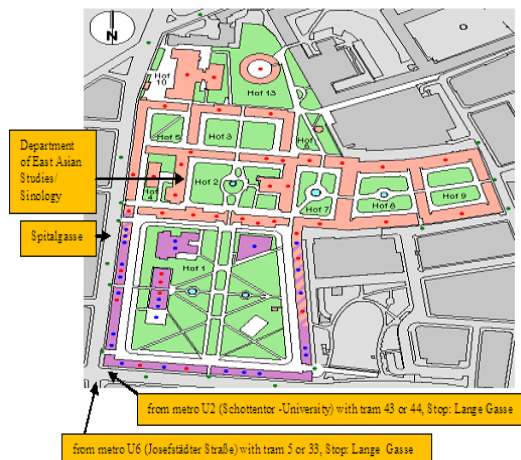 N
Hof
10
Hof 13
Hof 5
Hof 3
Hof
Department
of East Asian
Studies/
Sinology
Hof
4
Hof 2
Hof 7
Hof 8
Hof 9
Spitalgasse
Hof 1
from metro U2 (Schottentor -University) with tram 43 or 44, Stop: Lange Gasse
from metro U6 (Josefstädter Straße) with tram 5 or 33, Stop: Lange Gasse